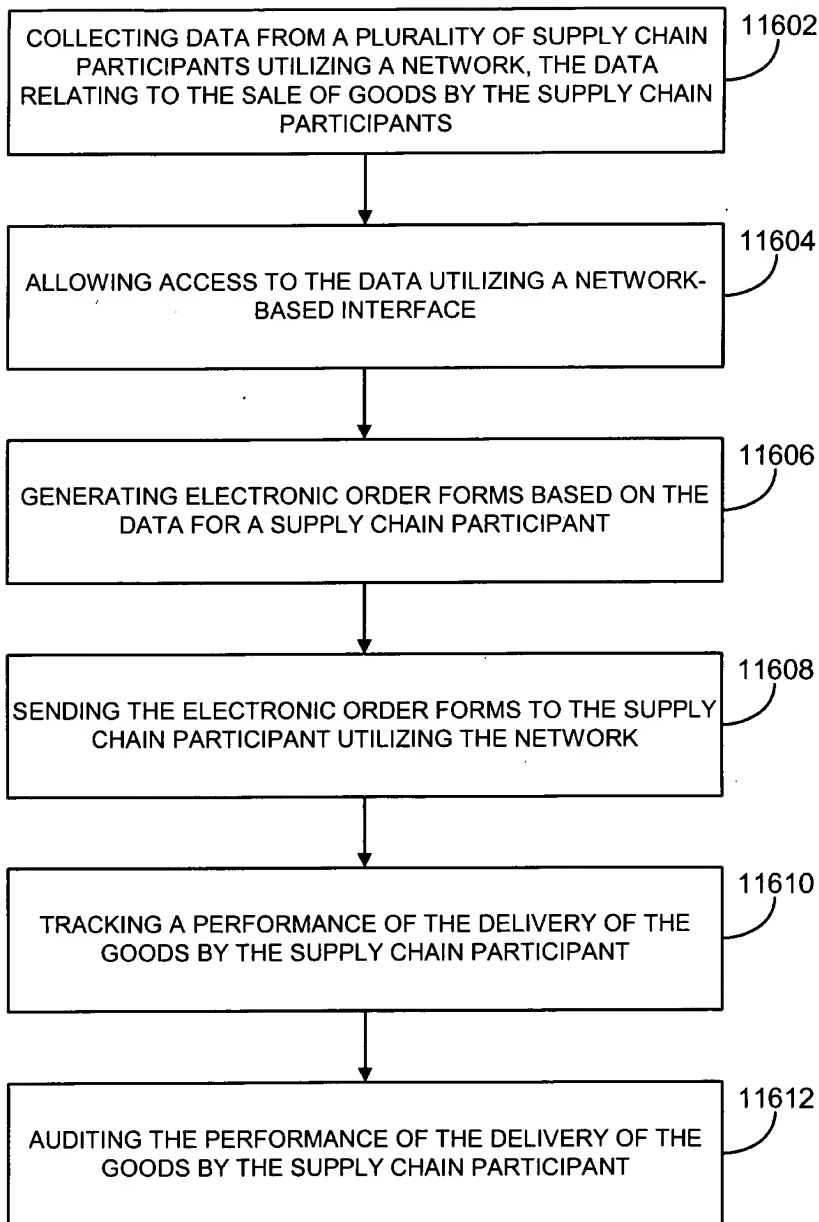 11602
COLLECTING DATA FROM A PLURALITY OF SUPPLY CHAIN
PARTICIPANTS UTILIZING A NETWORK, THE DATA
RELATING TO THE SALE OF GOODS BY THE SUPPLY CHAIN
PARTICIPANTS
11604
ALLOWING ACCESS TO THE DATA UTILIZING A NETWORK-
BASED INTERFACE
11606
GENERATING ELECTRONIC ORDER FORMS BASED ON THE
DATA FOR A SUPPLY CHAIN PARTICIPANT
11608
SENDING THE ELECTRONIC ORDER FORMS TO THE SUPPLY
CHAIN PARTICIPANT UTILIZING THE NETWORK
11610
TRACKING A PERFORMANCE OF THE DELIVERY OF THE
GOODS BY THE SUPPLY CHAIN PARTICIPANT
11612
AUDITING THE PERFORMANCE OF THE DELIVERY OF THE
GOODS BY THE SUPPLY CHAIN PARTICIPANT